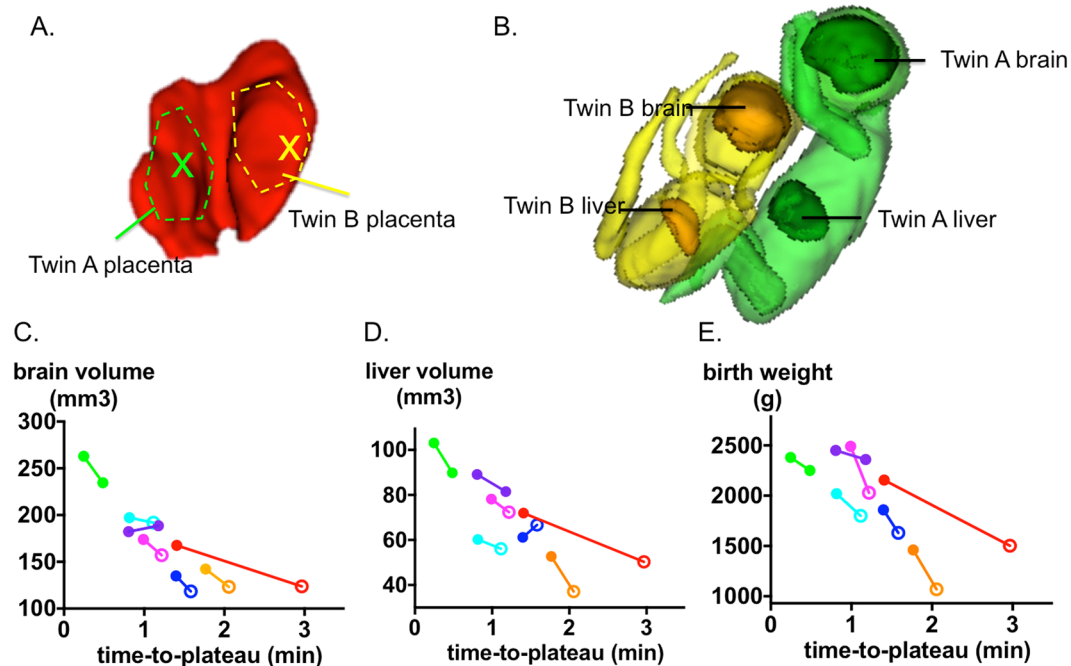 A.
X
X
Twin B placenta
Twin A placenta
B.
Twin A brain
Twin B brain
Twin B liver
Twin A liver
C.
brain volume
(mm3)
300
250
200
150
100
0
1
2
3
time-to-plateau (min)
D.
liver volume
(mm3)
100
80
60
40
0
1
2
3
time-to-plateau (min)
E.
birth weight
(g)
2500
2000
1500
1000
0
1
2
3
time-to-plateau (min)